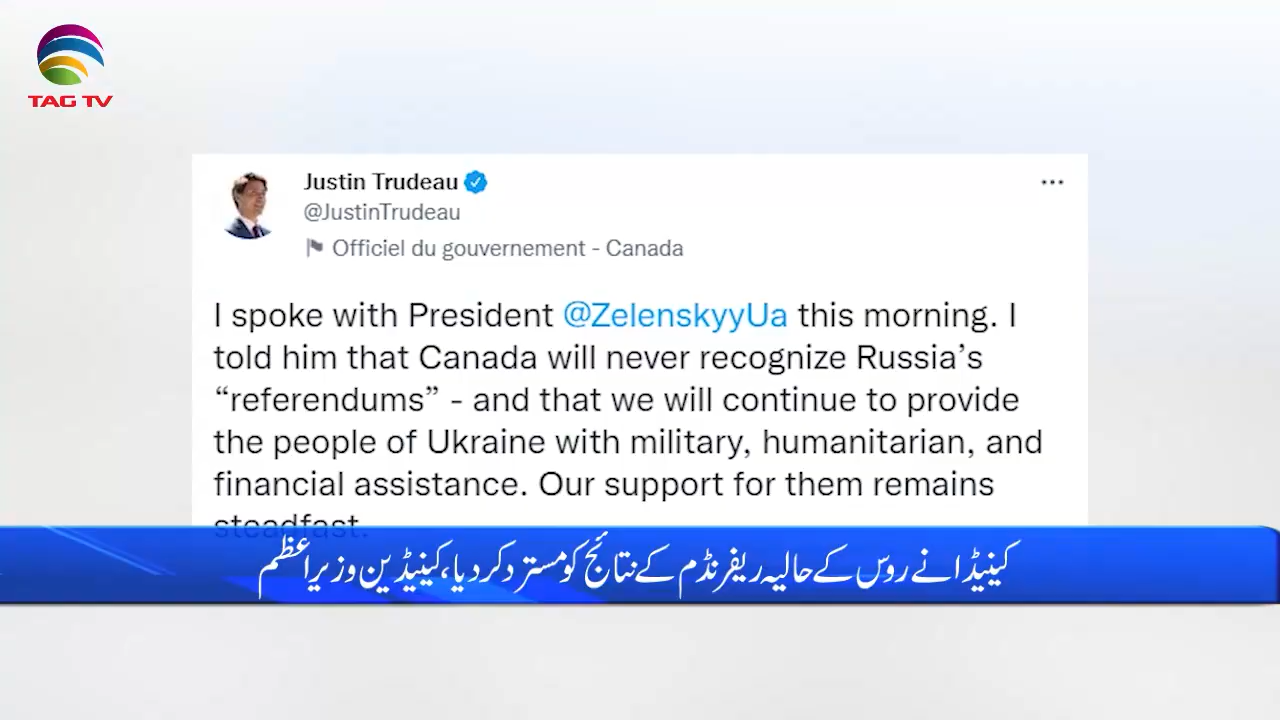 TAG TV
Justin Trudeau
@JustinTrudeau
Officiel du gouvernement - Canada
I spoke with President @ZelenskyyUa this morning. I
told him that Canada will never recognize Russia’s
“referendums” - and that we will continue to provide
the people of Ukraine with military, humanitarian, and
financial assistance. Our support for them remains
steadfast.
کینیڈا نے روس کے حالیہ ریفرنڈم کے نتائج کو مسترد کر دیا، کینیڈین وزیراعظم